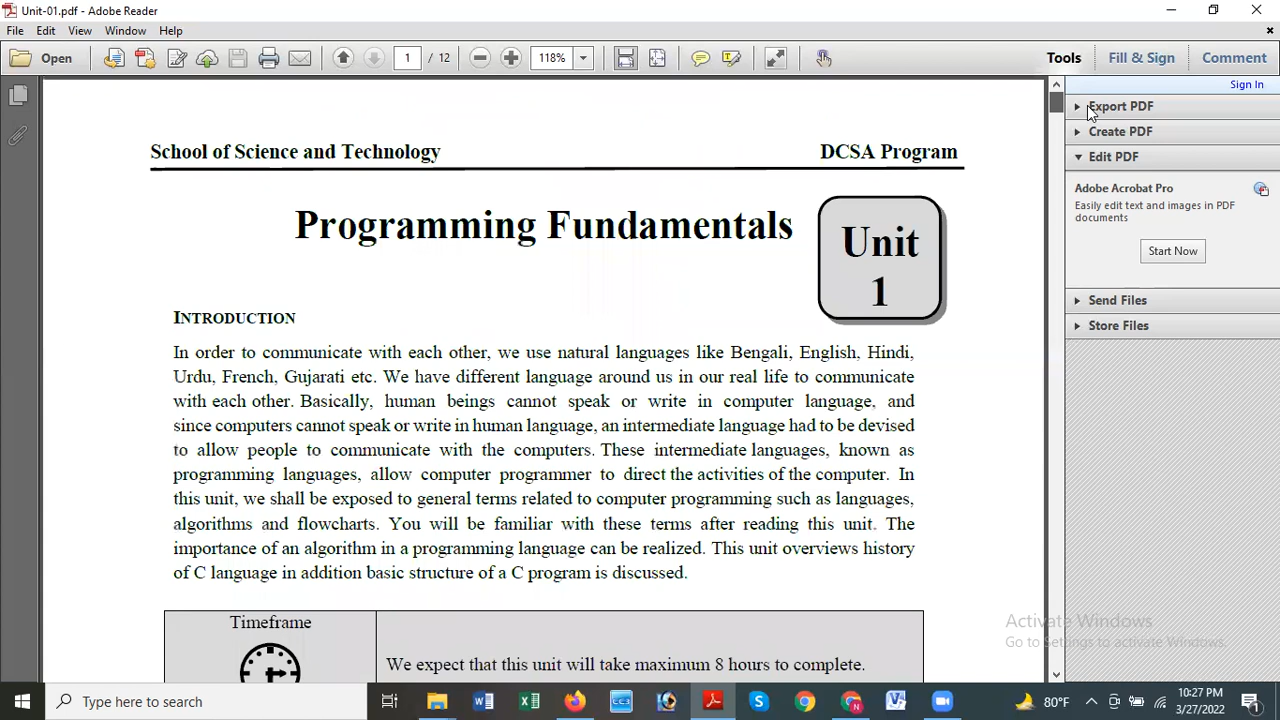 Unit-01.pdf - Adobe Reader
File Edit View Window Help
Open 1 / 12 118% Tools Fill & Sign Comment
Sign In
Export PDF
Create PDF
Edit PDF
Adobe Acrobat Pro
Easily edit text and images in PDF
documents
Start Now
Send Files
Store Files
School of Science and Technology DCSA Program
Programming Fundamentals
Unit
1
INTRODUCTION
In order to communicate with each other, we use natural languages like Bengali, English, Hindi,
Urdu, French, Gujarati etc. We have different language around us in our real life to communicate
with each other. Basically, human beings cannot speak or write in computer language, and
since computers cannot speak or write in human language, an intermediate language had to be devised
to allow people to communicate with the computers. These intermediate languages, known as
programming languages, allow computer programmer to direct the activities of the computer. In
this unit, we shall be exposed to general terms related to computer programming such as languages,
algorithms and flowcharts. You will be familiar with these terms after reading this unit. The
importance of an algorithm in a programming language can be realized. This unit overviews history
of C language in addition basic structure of a C program is discussed.
Timeframe
We expect that this unit will take maximum 8 hours to complete.
Activate Windows
Go to Settings to activate Windows.
Type here to search
CC3
N
80°F
10:27 PM
3/27/2022
1